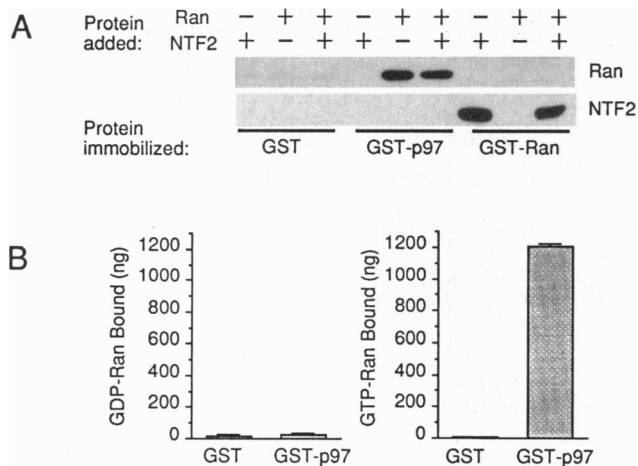 A
Protein added:
Ran − + + − + + − + +
NTF2 + − + + − + + − +
Ran
NTF2
Protein immobilized:
GST
GST-p97
GST-Ran
B
GDP-Ran Bound (ng)
1200
1000
800
600
400
200
0
GST
GST-p97
GTP-Ran Bound (ng)
1200
1000
800
600
400
200
0
GST
GST-p97